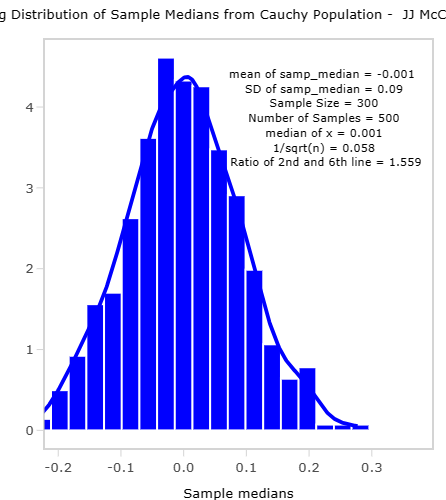 g Distribution of Sample Medians from Cauchy Population - JJ McC
mean of samp_median = -0.001
SD of samp_median = 0.09
Sample Size = 300
Number of Samples = 500
median of x = 0.001
1/sqrt(n) = 0.058
Ratio of 2nd and 6th line = 1.559
4
3
2
1
0
-0.2 -0.1 0.0 0.1 0.2 0.3
Sample medians